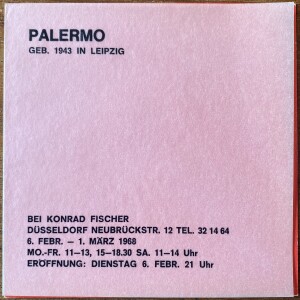 PALERMO
GEB. 1943 IN LEIPZIG
BEI KONRAD FISCHER
DÜSSELDORF NEUBRÜCKSTR. 12 TEL. 32 14 64
6. FEBR. – 1. MÄRZ 1968
MO.-FR. 11–13, 15–18.30 SA. 11–14 Uhr
ERÖFFNUNG: DIENSTAG 6. FEBR. 21 Uhr